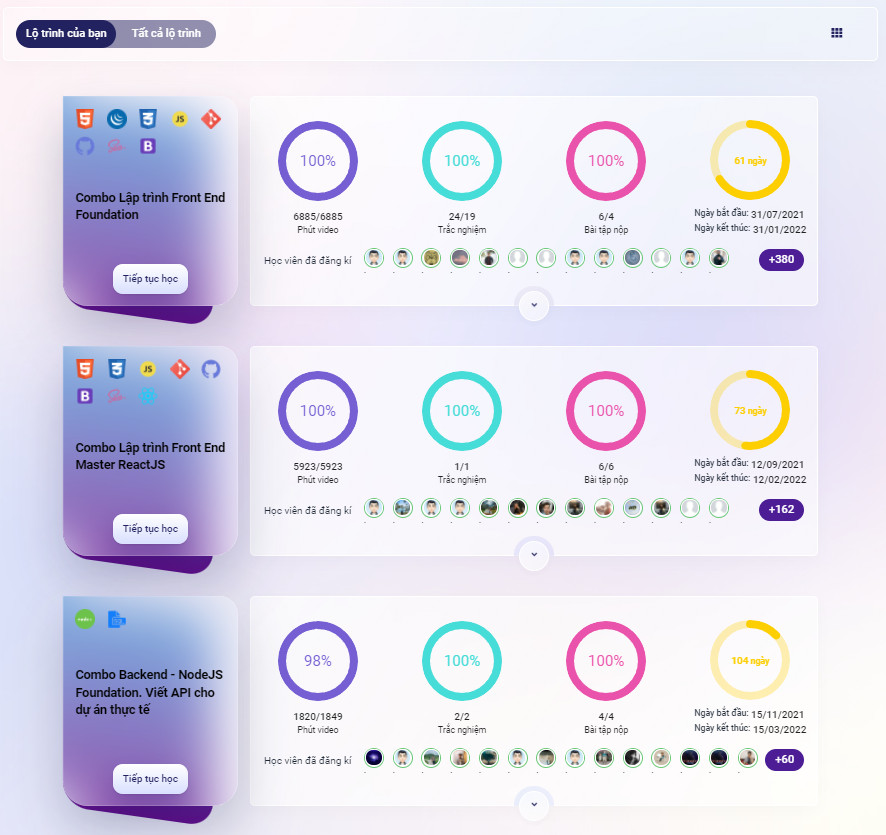 Lộ trình của bạn
Tất cả lộ trình
JS
B
Combo Lập trình Front End
Foundation
Tiếp tục học
100%
6885/6885
Phút video
100%
24/19
Trắc nghiệm
100%
6/4
Bài tập nộp
61 ngày
Ngày bắt đầu: 31/07/2021
Ngày kết thúc: 31/01/2022
Học viên đã đăng kí
+380
JS
B
Combo Lập trình Front End
Master ReactJS
Tiếp tục học
100%
5923/5923
Phút video
100%
1/1
Trắc nghiệm
100%
6/6
Bài tập nộp
73 ngày
Ngày bắt đầu: 12/09/2021
Ngày kết thúc: 12/02/2022
Học viên đã đăng kí
+162
Combo Backend - NodeJS
Foundation. Viết API cho
dự án thực tế
Tiếp tục học
98%
1820/1849
Phút video
100%
2/2
Trắc nghiệm
100%
4/4
Bài tập nộp
104 ngày
Ngày bắt đầu: 15/11/2021
Ngày kết thúc: 15/03/2022
Học viên đã đăng kí
+60